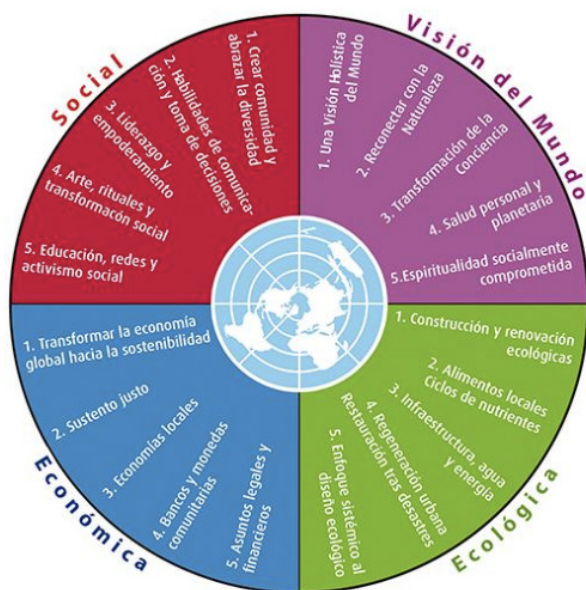 Social
1. Crear comunidad y
abrazar la diversidad
2. Habilidades de comunica-
ción y toma de decisiones
3. Liderazgo y
empoderamiento
4. Arte, rituales y
transformacón social
5. Educación, redes y
activismo social
Visión del Mundo
1. Una Visión Holística
del Mundo
2. Reconectar con la
Naturaleza
3. Transformación de la
Conciencia
4. Salud personal y
planetaria
5.Espiritualidad socialmente
comprometida
Económica
1. Transformar la economía
global hacia la sostenibilidad
2. Sustento justo
3. Economías locales
4. Bancos y monedas
comunitarias
5. Asuntos legales y
financieros
Ecológica
1. Construcción y renovación
ecológicas
2. Alimentos locales
Ciclos de nutrientes
3. Infraestructura, agua
y energía
4. Regeneración urbana
Restauración tras desastres
5. Enfoque sistémico al
diseño ecológico